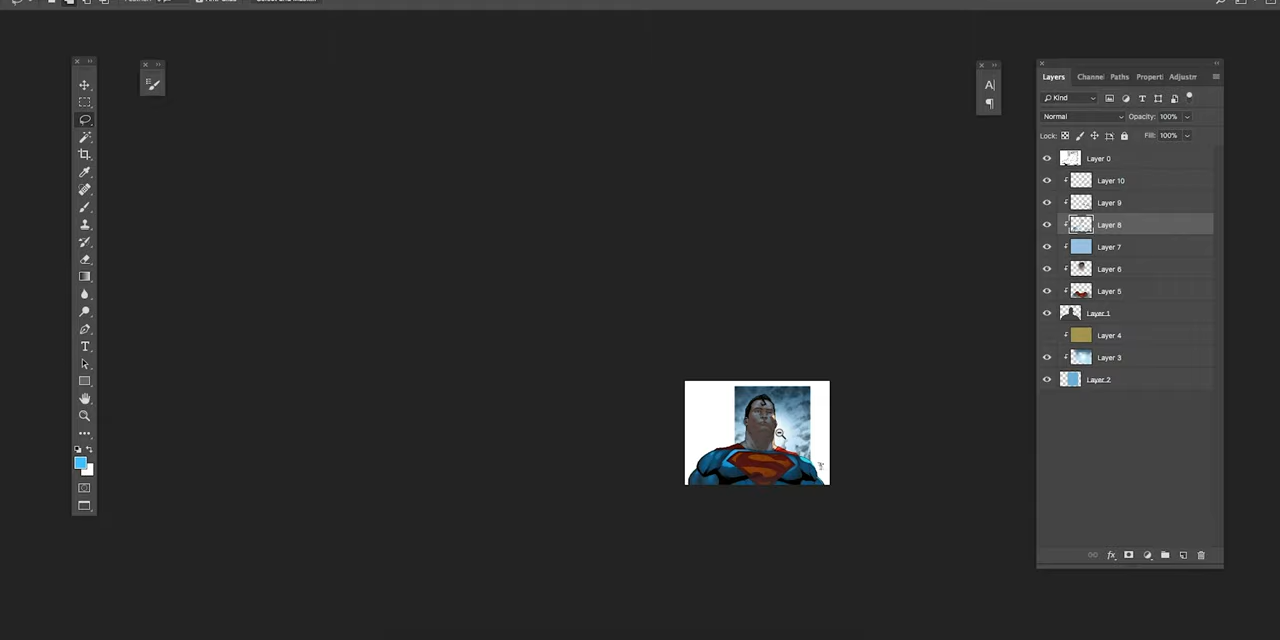 Layers Channel Paths Properti Adjustm
Kind
Normal Opacity: 100%
Lock: Fill: 100%
Layer 0
Layer 10
Layer 9
Layer 8
Layer 7
Layer 6
Layer 5
Layer 1
Layer 4
Layer 3
Layer 2